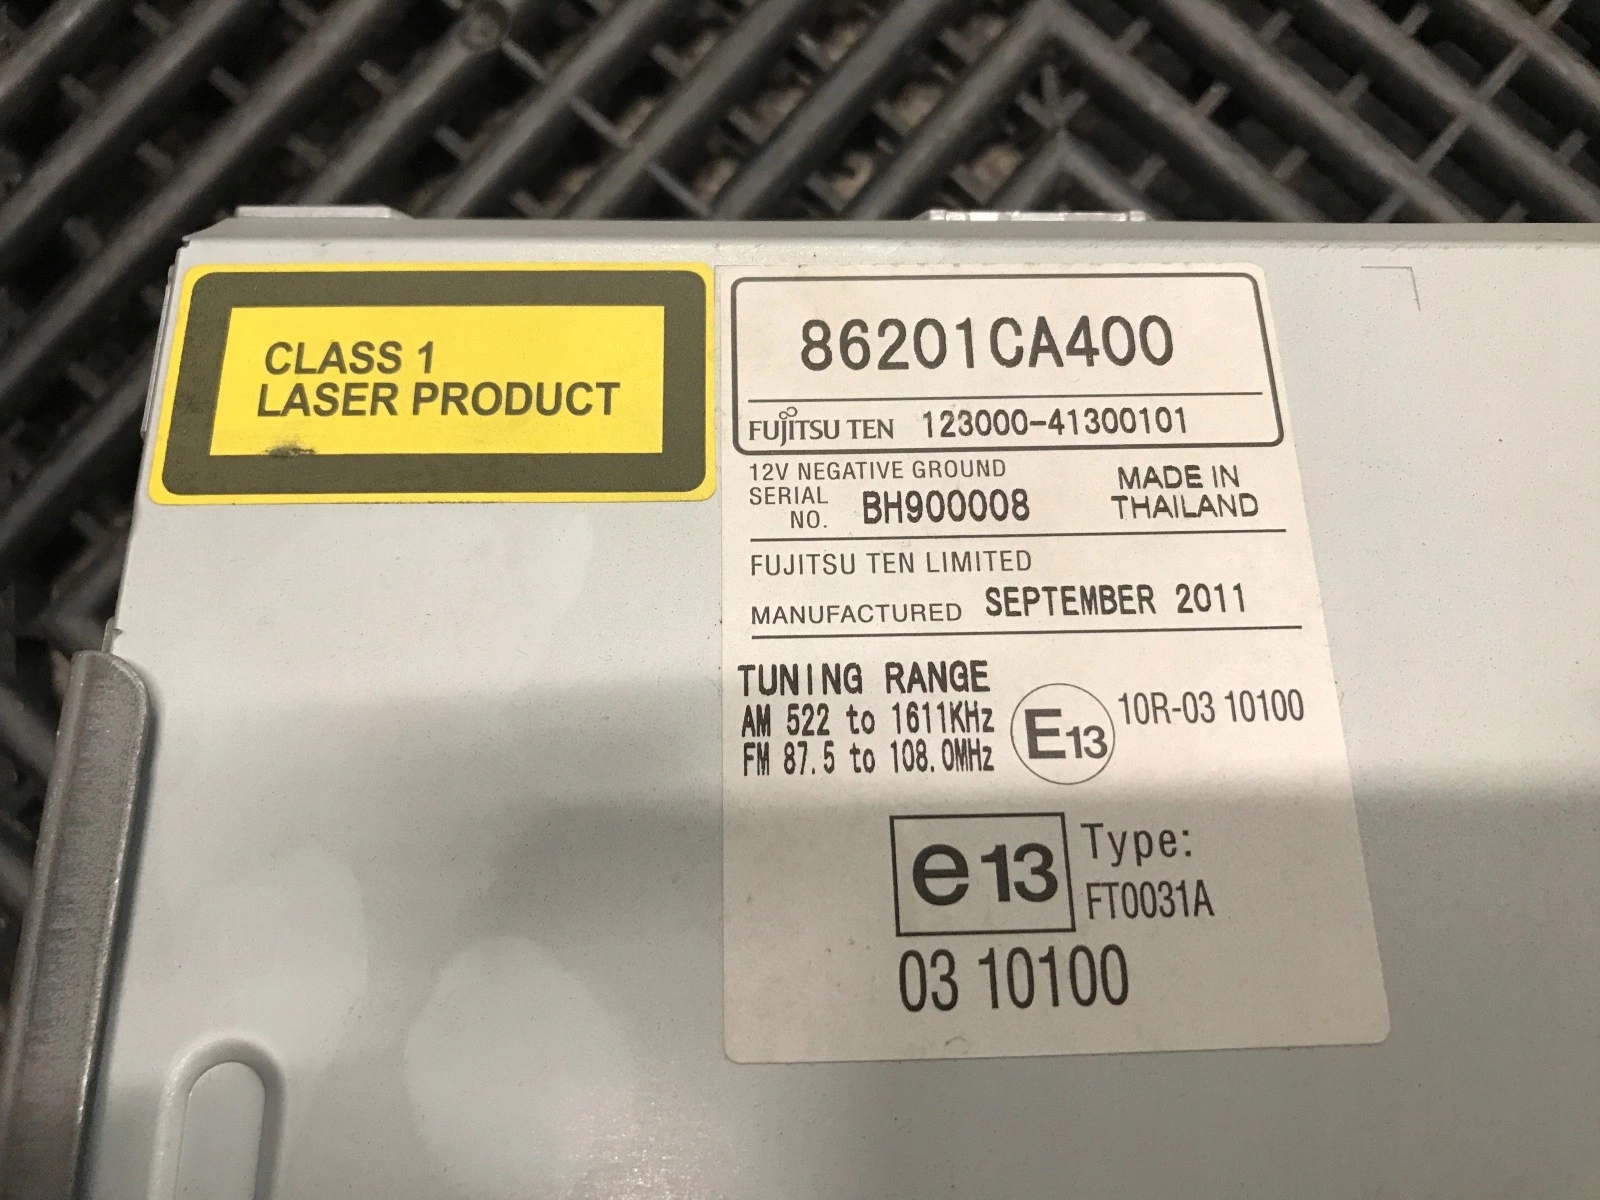 CLASS 1
LASER PRODUCT
86201CA400
FUJITSU TEN 123000-41300101
12V NEGATIVE GROUND
SERIAL NO. BH900008
MADE IN
THAILAND
FUJITSU TEN LIMITED
MANUFACTURED SEPTEMBER 2011
TUNING RANGE
AM 522 to 1611KHz
FM 87.5 to 108.0MHz
E13 10R-03 10100
e13 Type:
FT0031A
03 10100